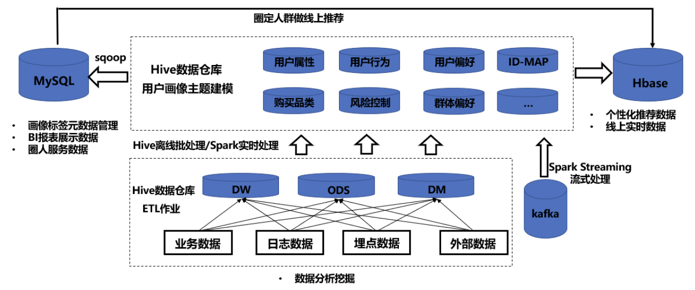 圈定人群做线上推荐
sqoop
MySQL
Hive数据仓库
用户画像主题建模
用户属性
用户行为
用户偏好
ID-MAP
购买品类
风险控制
群体偏好
...
Hbase
• 画像标签元数据管理
• BI报表展示数据
• 圈人服务数据
• 个性化推荐数据
• 线上实时数据
Hive离线批处理/Spark实时处理
Spark Streaming
流式处理
kafka
Hive数据仓库
ETL作业
DW
ODS
DM
业务数据
日志数据
埋点数据
外部数据
• 数据分析挖掘